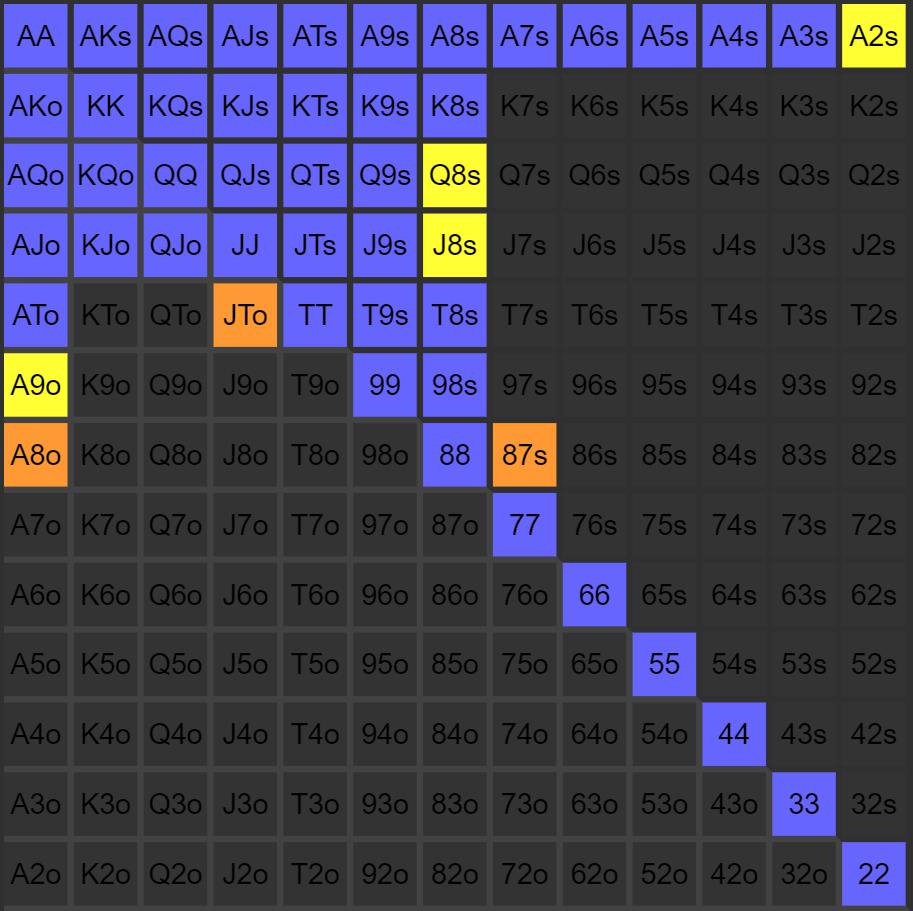 AA AKs AQs AJs ATs A9s A8s A7s A6s A5s A4s A3s A2s
AKo KK KQs KJs KTs K9s K8s K7s K6s K5s K4s K3s K2s
AQo KQo QQ QJs QTs Q9s Q8s Q7s Q6s Q5s Q4s Q3s Q2s
AJo KJo QJo JJ JTs J9s J8s J7s J6s J5s J4s J3s J2s
ATo KTo QTo JTo TT T9s T8s T7s T6s T5s T4s T3s T2s
A9o K9o Q9o J9o T9o 99 98s 97s 96s 95s 94s 93s 92s
A8o K8o Q8o J8o T8o 98o 88 87s 86s 85s 84s 83s 82s
A7o K7o Q7o J7o T7o 97o 87o 77 76s 75s 74s 73s 72s
A6o K6o Q6o J6o T6o 96o 86o 76o 66 65s 64s 63s 62s
A5o K5o Q5o J5o T5o 95o 85o 75o 65o 55 54s 53s 52s
A4o K4o Q4o J4o T4o 94o 84o 74o 64o 54o 44 43s 42s
A3o K3o Q3o J3o T3o 93o 83o 73o 63o 53o 43o 33 32s
A2o K2o Q2o J2o T2o 92o 82o 72o 62o 52o 42o 32o 22